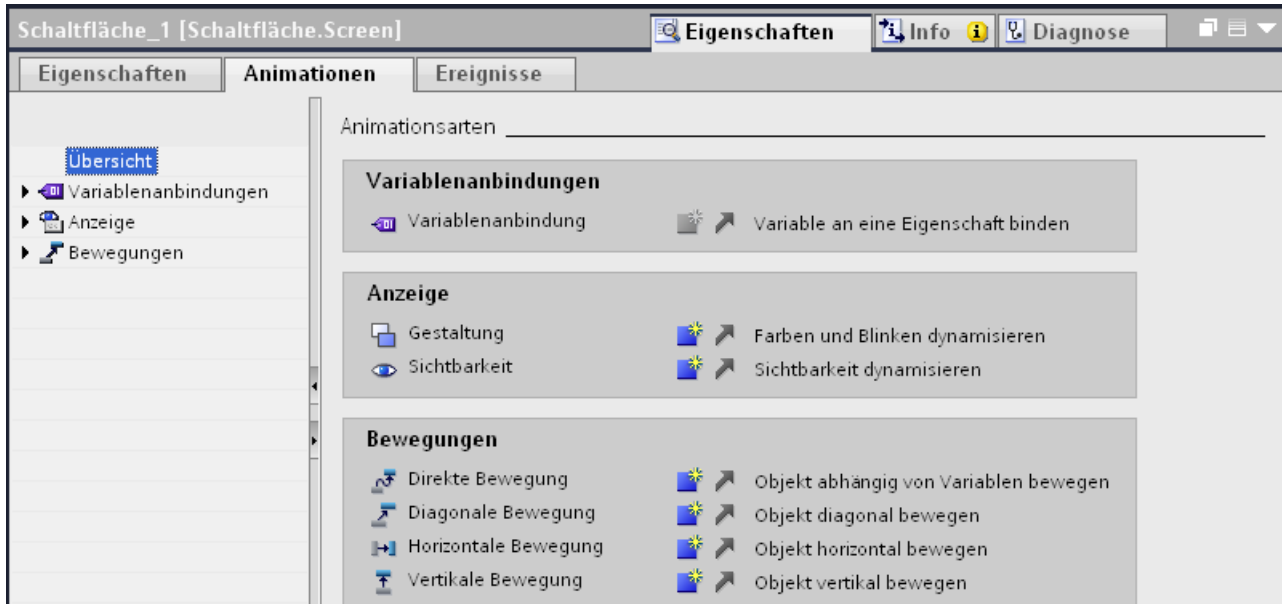 Schaltfläche_1 [Schaltfläche.Screen] Eigenschaften Info Diagnose
Eigenschaften Animationen Ereignisse
Animationsarten
Übersicht
Variablenanbindungen
Anzeige
Bewegungen
Variablenanbindungen
Variablenanbindung Variable an eine Eigenschaft binden
Anzeige
Gestaltung Farben und Blinken dynamisieren
Sichtbarkeit Sichtbarkeit dynamisieren
Bewegungen
Direkte Bewegung Objekt abhängig von Variablen bewegen
Diagonale Bewegung Objekt diagonal bewegen
Horizontale Bewegung Objekt horizontal bewegen
Vertikale Bewegung Objekt vertikal bewegen